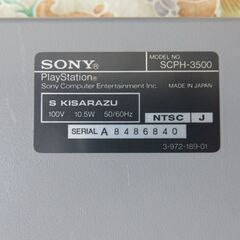 SONY®
MODEL NO.
SCPH-3500
PlayStation®
Sony Computer Entertainment Inc.
MADE IN JAPAN
S KISARAZU
100V 10.5W 50/60Hz
NTSC J
SERIAL A 8486840
3-972-189-01